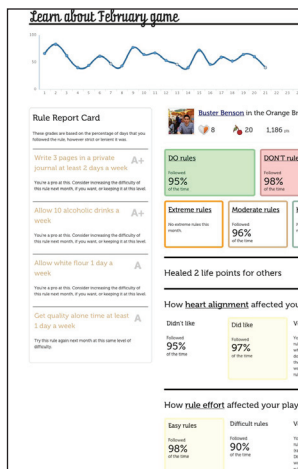 Learn about February game
100
50
0
1 2 3 4 5 6 7 8 9 10 11 12 13 14 15 16 17 18 19 20 21 22 23
Rule Report Card
These grades are based on the percentage of days that you
followed the rule, however strict or lenient it was.
Write 3 pages in a private
journal at least 2 days a
week
A+
You're a pro at this. Consider increasing the difficulty of
this rule next month, if you want, or keeping it at this level.
Allow 10 alcoholic drinks a
week
A+
You're a pro at this. Consider increasing the difficulty of
this rule next month, if you want, or keeping it at this level.
Allow white flour 1 day a
week
A
You're a pro at this. Consider increasing the difficulty of
this rule next month, if you want, or keeping it at this level.
Get quality alone time at least
1 day a week
A
Try this rule again next month at this same level of
difficulty.
Buster Benson in the Orange Br
8 20 1,186
DO rules
Followed
95%
of the time
DON'T rule
Followed
98%
of the time
Extreme rules
No extreme rules this
month.
Moderate rules
Followed
96%
of the time
Healed 2 life points for others
How heart alignment affected you
Didn't like
Followed
95%
of the time
Did like
Followed
97%
of the time
How rule effort affected your play
Easy rules
Followed
98%
of the time
Difficult rules
Followed
90%
of the time